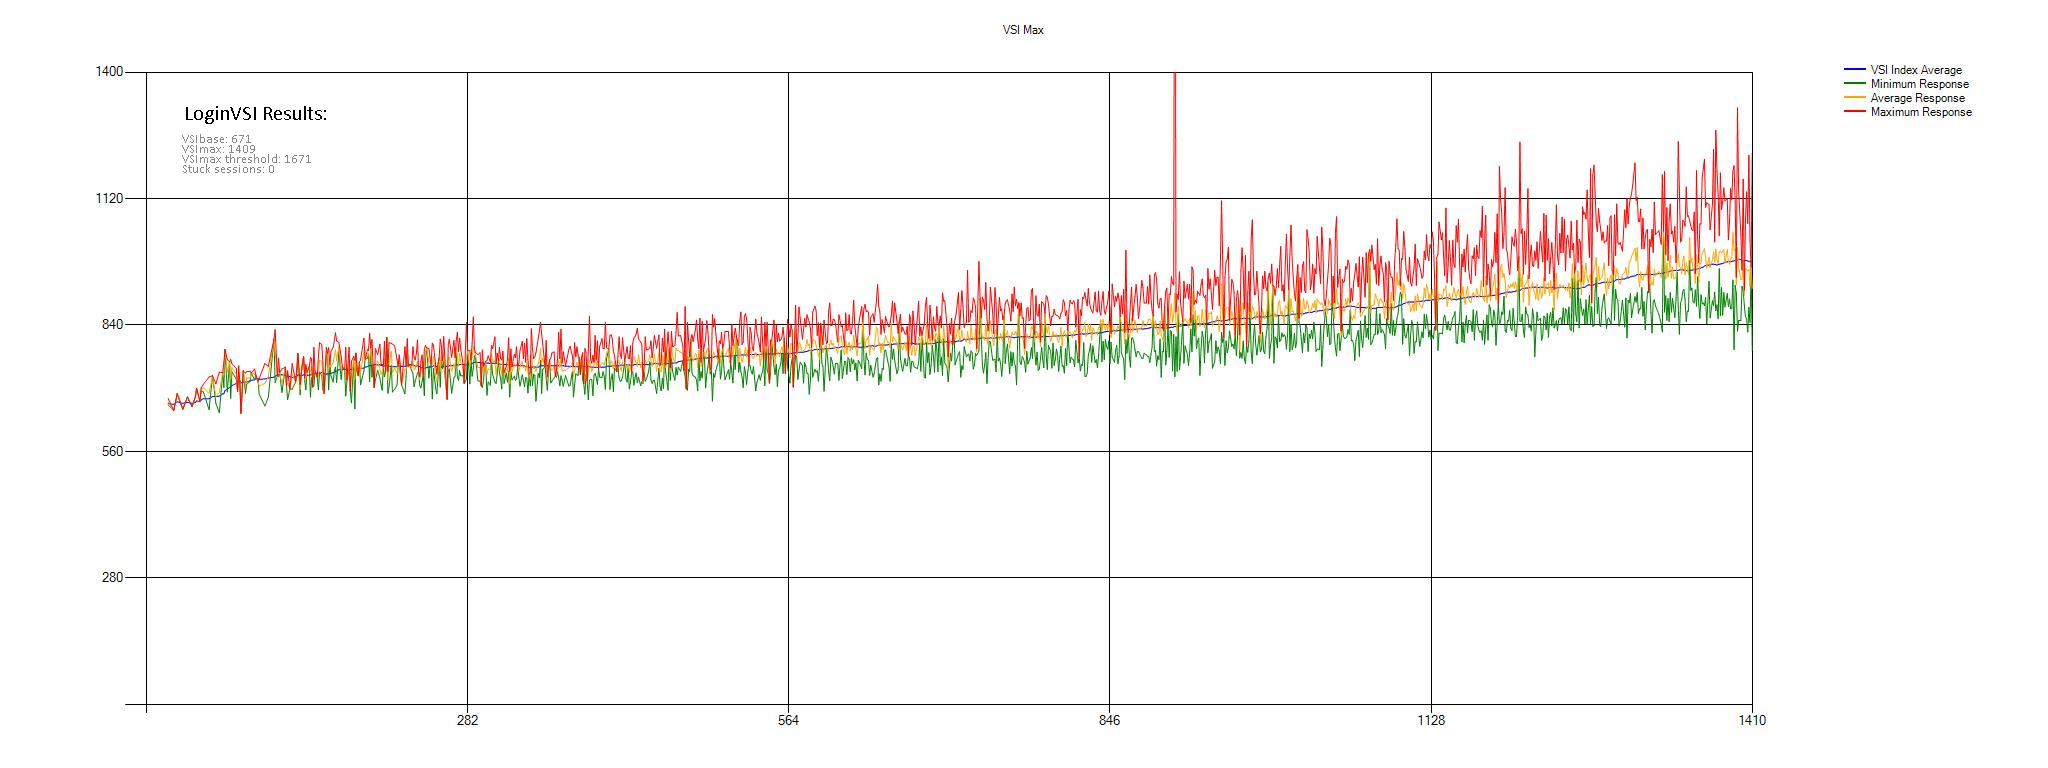 VSI Max
1400
1120
840
560
280
282
564
846
1128
1410
LoginVSI Results:
VSIbase: 671
VSImax: 1409
VSImax threshold: 1671
Stuck sessions: 0
VSI Index Average
Minimum Response
Average Response
Maximum Response